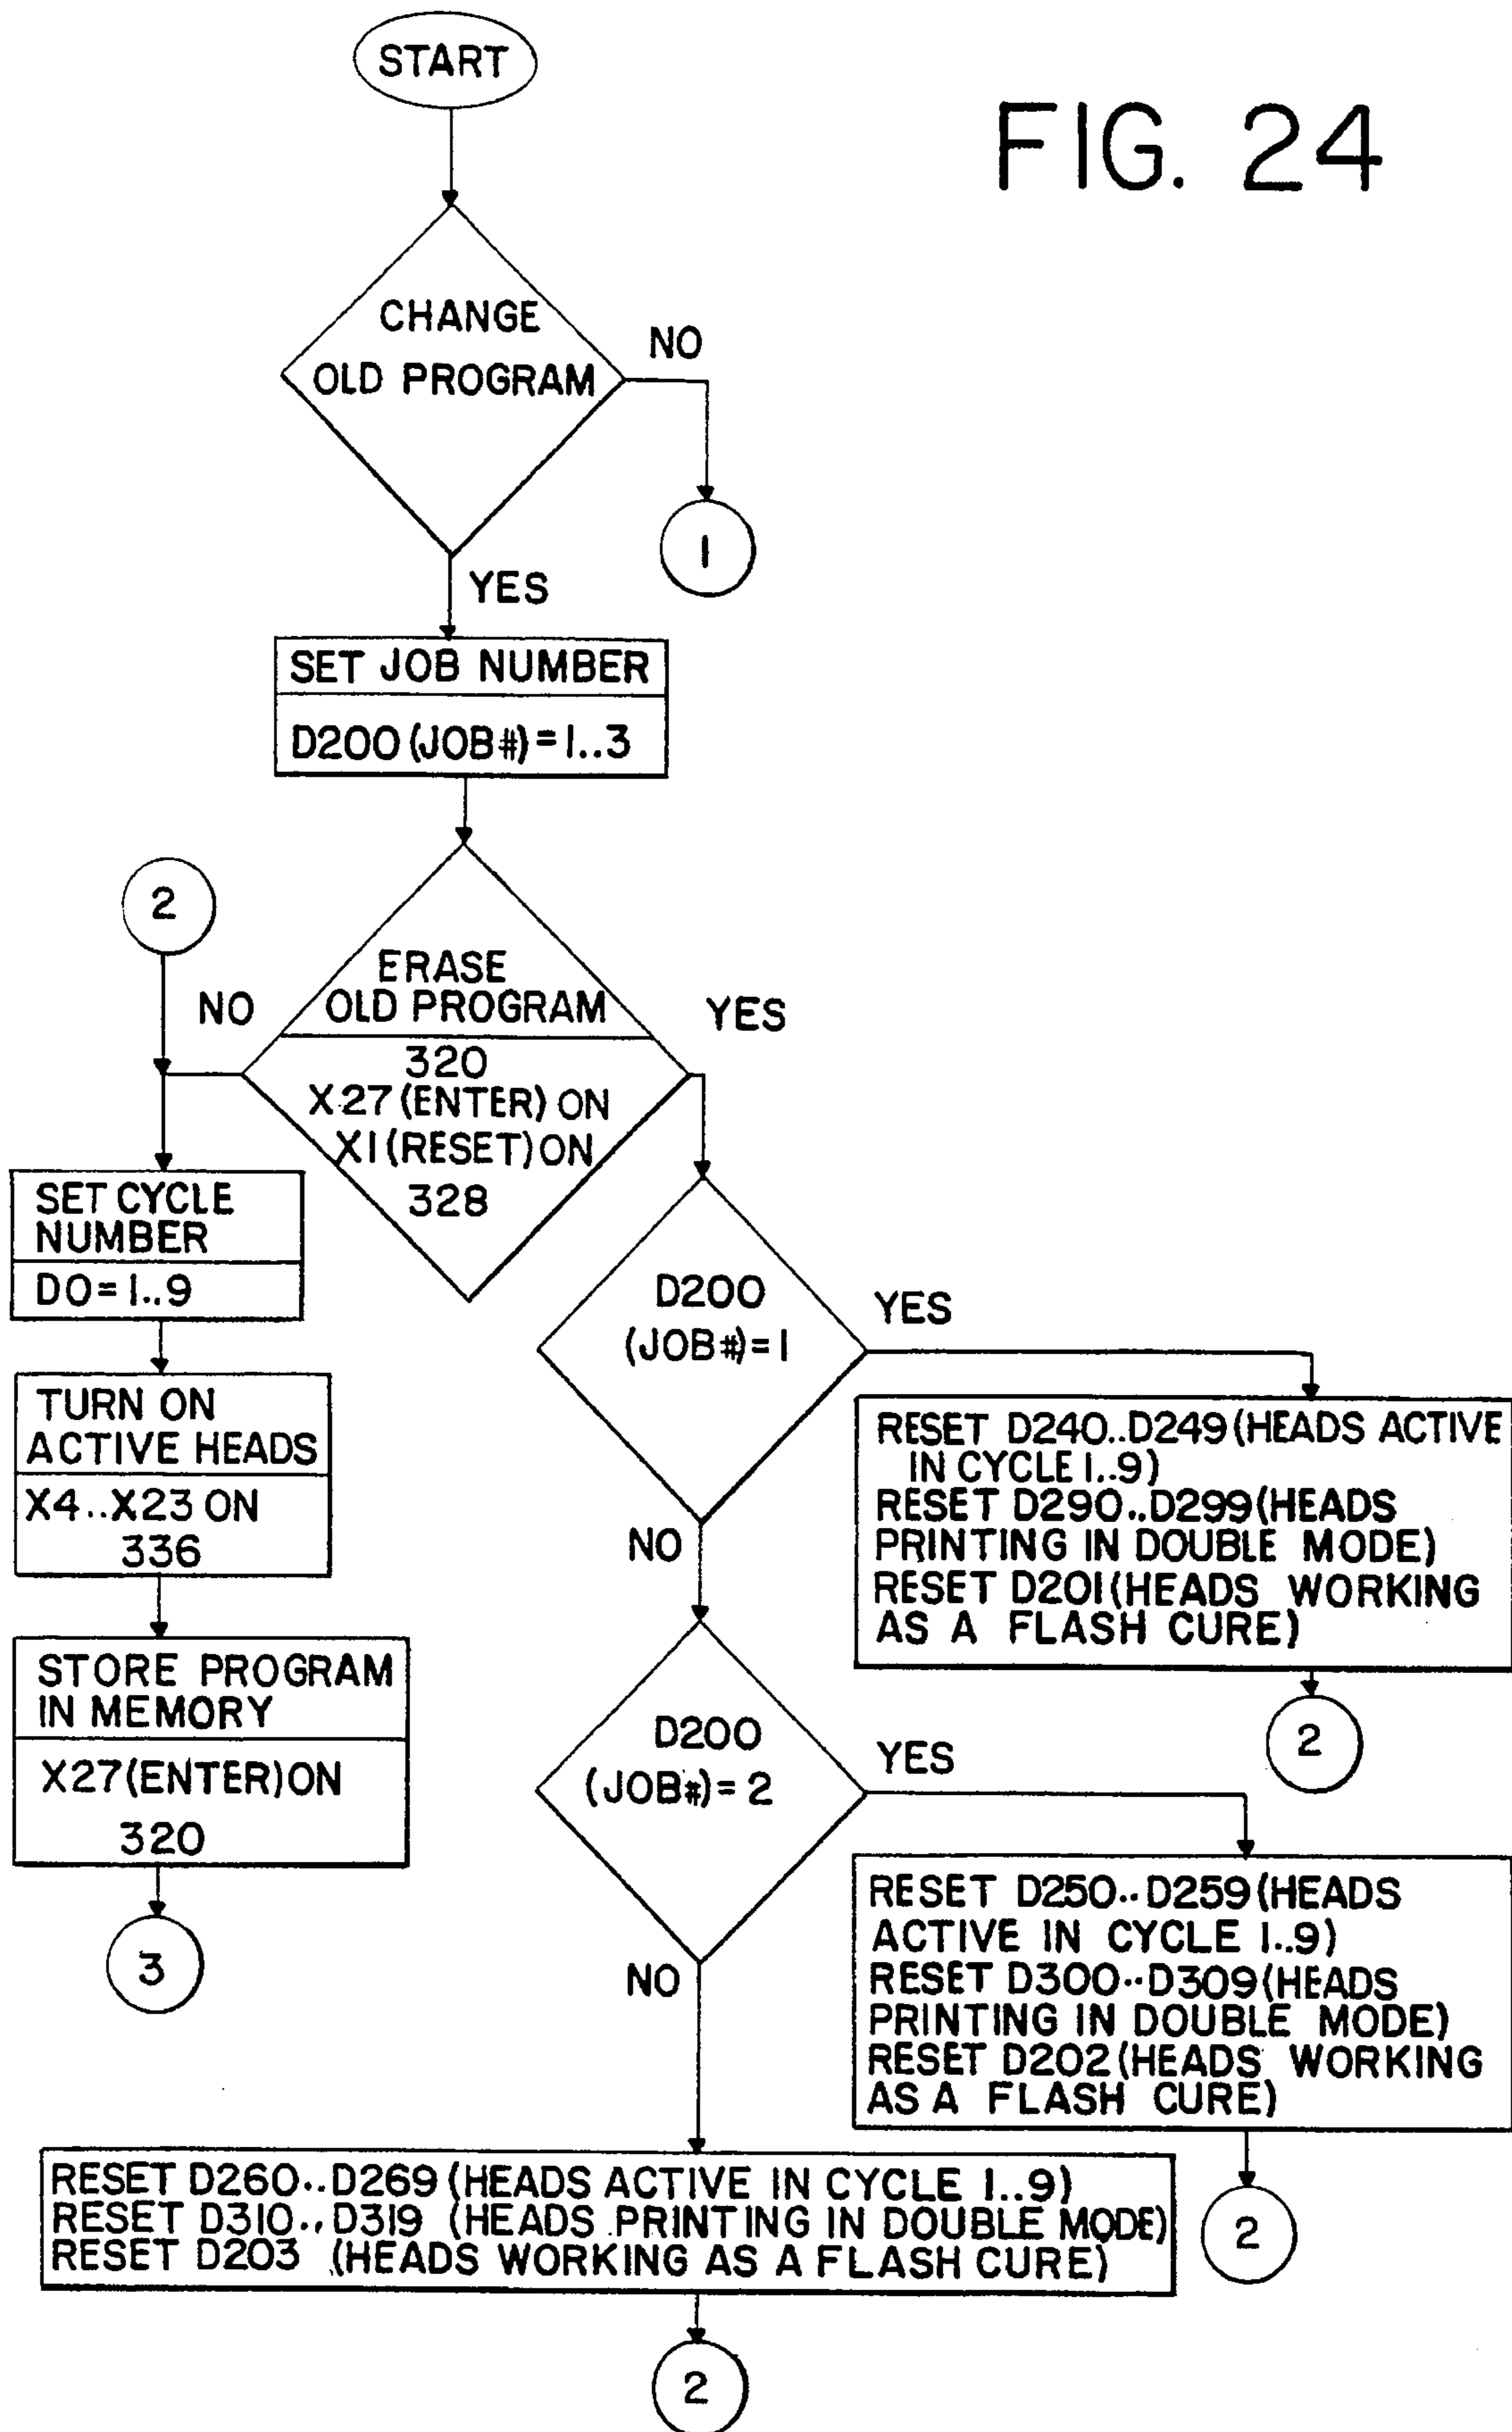 START
FIG. 24
CHANGE
OLD PROGRAM
NO
1
YES
SET JOB NUMBER
D200 (JOB#) = 1..3
2
NO
ERASE
OLD PROGRAM
YES
320
X27 (ENTER) ON
X1 (RESET) ON
328
SET CYCLE
NUMBER
DO = 1..9
D200
(JOB#) = 1
YES
NO
TURN ON
ACTIVE HEADS
X4..X23 ON
336
RESET D240..D249 (HEADS ACTIVE
IN CYCLE 1..9)
RESET D290..D299 (HEADS
PRINTING IN DOUBLE MODE)
RESET D201 (HEADS WORKING
AS A FLASH CURE)
2
STORE PROGRAM
IN MEMORY
X27 (ENTER) ON
320
3
D200
(JOB#) = 2
YES
NO
RESET D250..D259 (HEADS
ACTIVE IN CYCLE 1..9)
RESET D300..D309 (HEADS
PRINTING IN DOUBLE MODE)
RESET D202 (HEADS WORKING
AS A FLASH CURE)
2
RESET D260..D269 (HEADS ACTIVE IN CYCLE 1..9)
RESET D310..D319 (HEADS PRINTING IN DOUBLE MODE)
RESET D203 (HEADS WORKING AS A FLASH CURE)
2